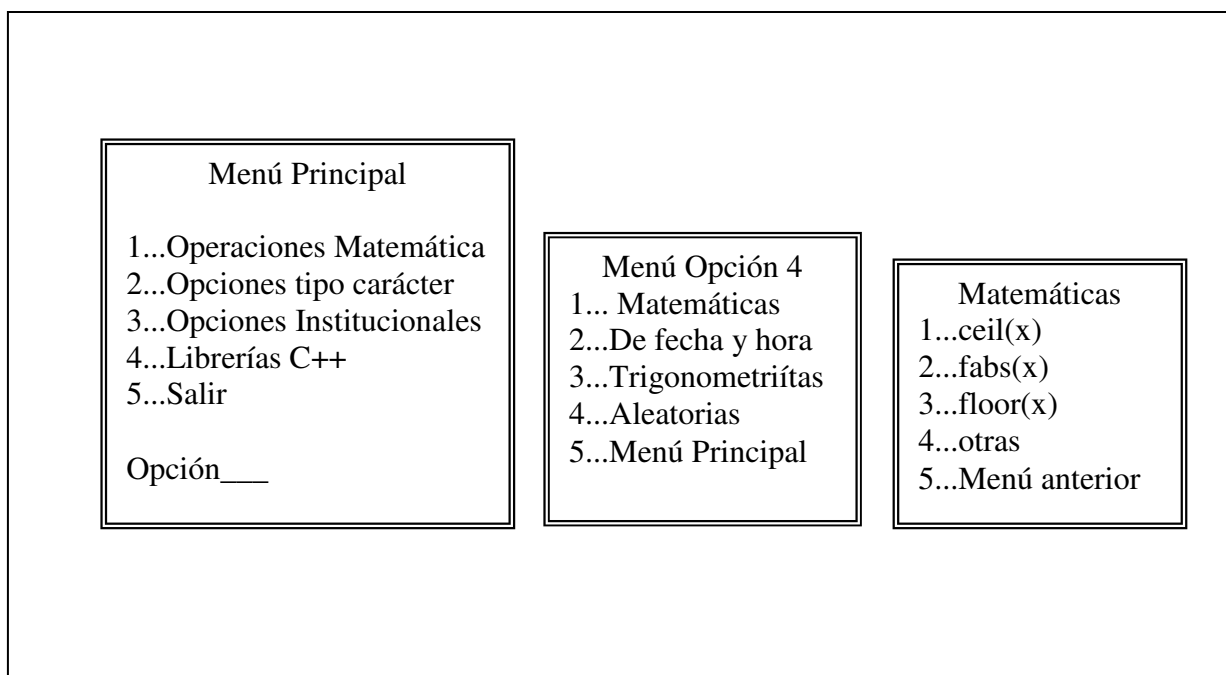 Menú Principal
1...Operaciones Matemática
2...Opciones tipo carácter
3...Opciones Institucionales
4...Librerías C++
5...Salir
Opción___
Menú Opción 4
1... Matemáticas
2...De fecha y hora
3...Trigonometriítas
4...Aleatorias
5...Menú Principal
Matemáticas
1...ceil(x)
2...fabs(x)
3...floor(x)
4...otras
5...Menú anterior